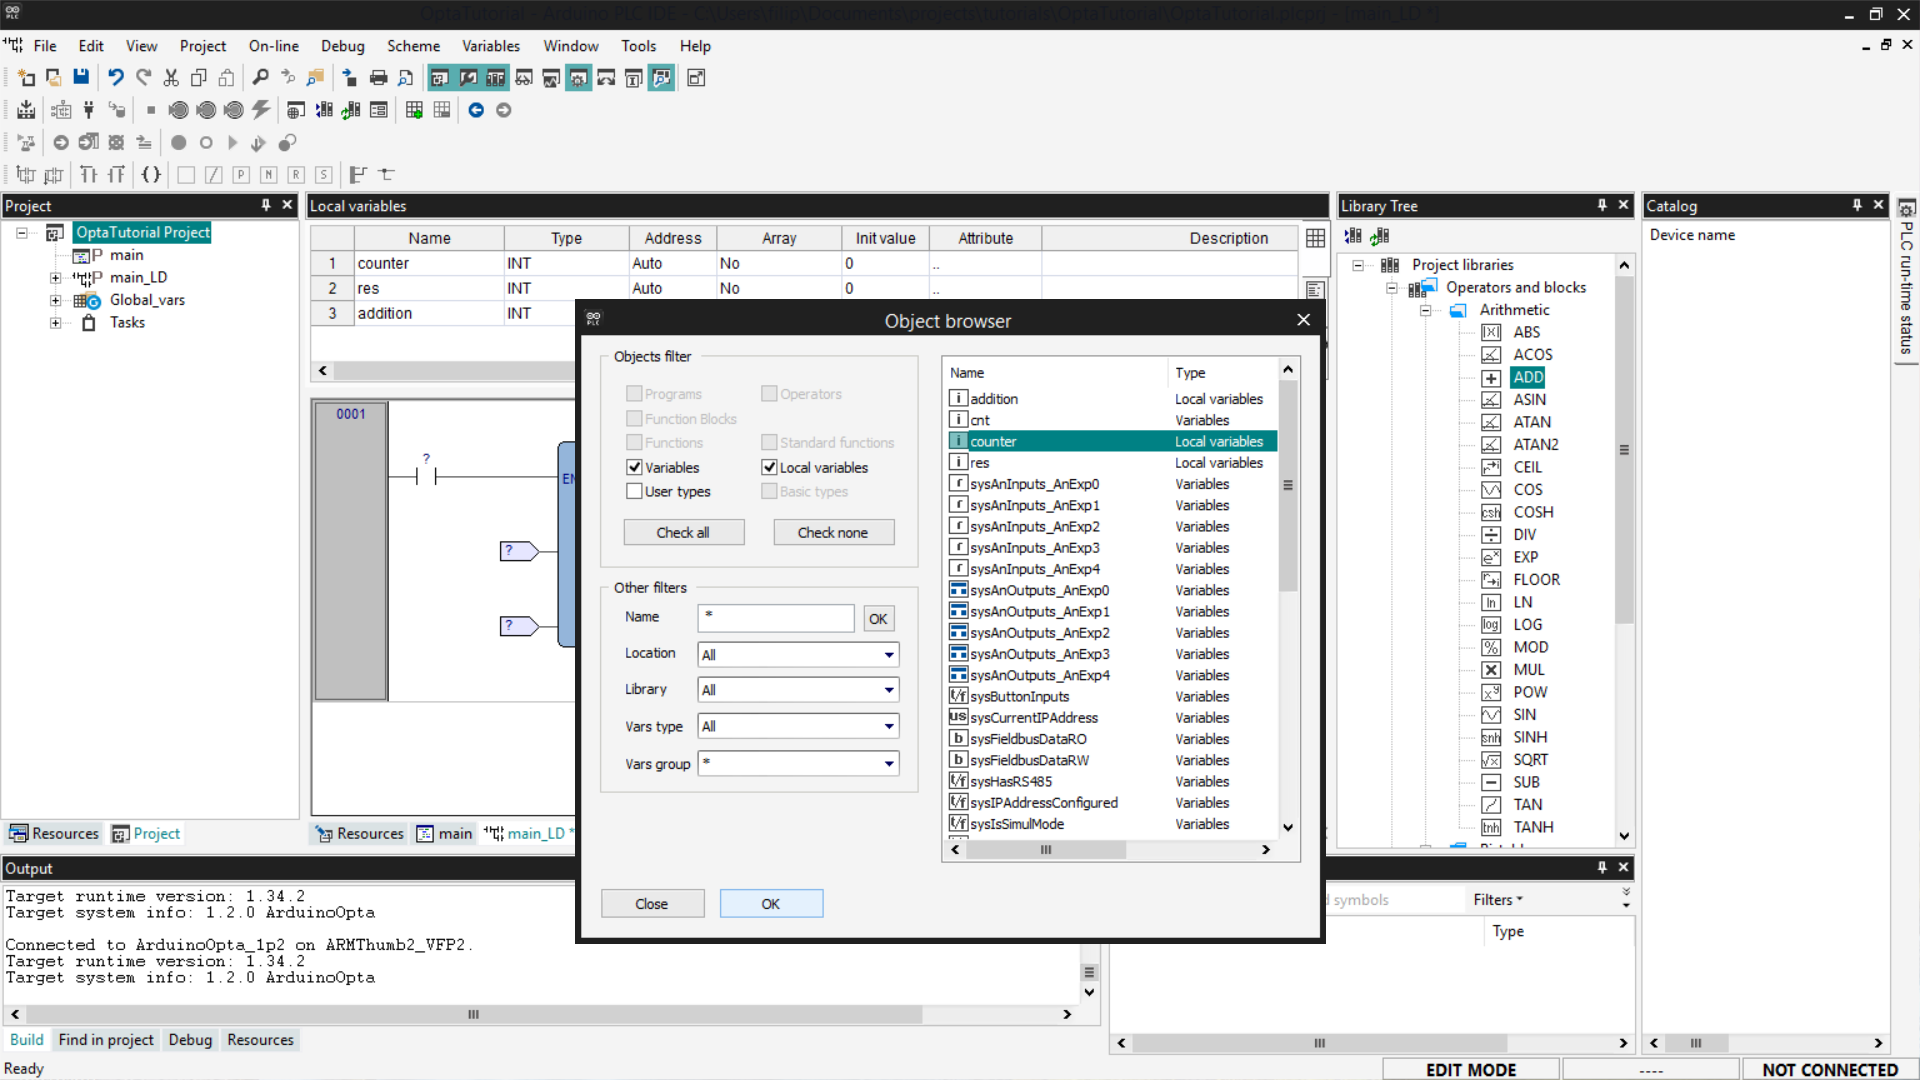 OptaTutorial - Arduino PLC IDE - C:\Users\filip\Documents\projects\tutorials\OptaTutorial\OptaTutorial.plcprj - [main_LD *]
File Edit View Project On-line Debug Scheme Variables Window Tools Help
Project
OptaTutorial Project
main
main_LD
Global_vars
Tasks
Resources Project
Local variables
Name Type Address Array Init value Attribute Description
1 counter INT Auto No 0 ..
2 res INT Auto No 0 ..
3 addition INT
0001
?
EN
?
?
Resources main main_LD *
Object browser
Objects filter
Programs Operators
Function Blocks
Functions Standard functions
Variables Local variables
User types Basic types
Check all Check none
Other filters
Name * OK
Location All
Library All
Vars type All
Vars group *
Close OK
Name Type
addition Local variables
cnt Variables
counter Local variables
res Local variables
sysAnInputs_AnExp0 Variables
sysAnInputs_AnExp1 Variables
sysAnInputs_AnExp2 Variables
sysAnInputs_AnExp3 Variables
sysAnInputs_AnExp4 Variables
sysAnOutputs_AnExp0 Variables
sysAnOutputs_AnExp1 Variables
sysAnOutputs_AnExp2 Variables
sysAnOutputs_AnExp3 Variables
sysAnOutputs_AnExp4 Variables
sysButtonInputs Variables
sysCurrentIPAddress Variables
sysFieldbusDataRO Variables
sysFieldbusDataRW Variables
sysHasRS485 Variables
sysIPAddressConfigured Variables
sysIsSimulMode Variables
Library Tree
Project libraries
Operators and blocks
Arithmetic
ABS
ACOS
ADD
ASIN
ATAN
ATAN2
CEIL
COS
COSH
DIV
EXP
FLOOR
LN
LOG
MOD
MUL
POW
SIN
SINH
SQRT
SUB
TAN
TANH
Catalog
Device name
PLC run-time status
Output
Target runtime version: 1.34.2
Target system info: 1.2.0 ArduinoOpta
Connected to ArduinoOpta_1p2 on ARMThumb2_VFP2.
Target runtime version: 1.34.2
Target system info: 1.2.0 ArduinoOpta
Build Find in project Debug Resources
symbols Filters
Type
Ready
EDIT MODE ---- NOT CONNECTED